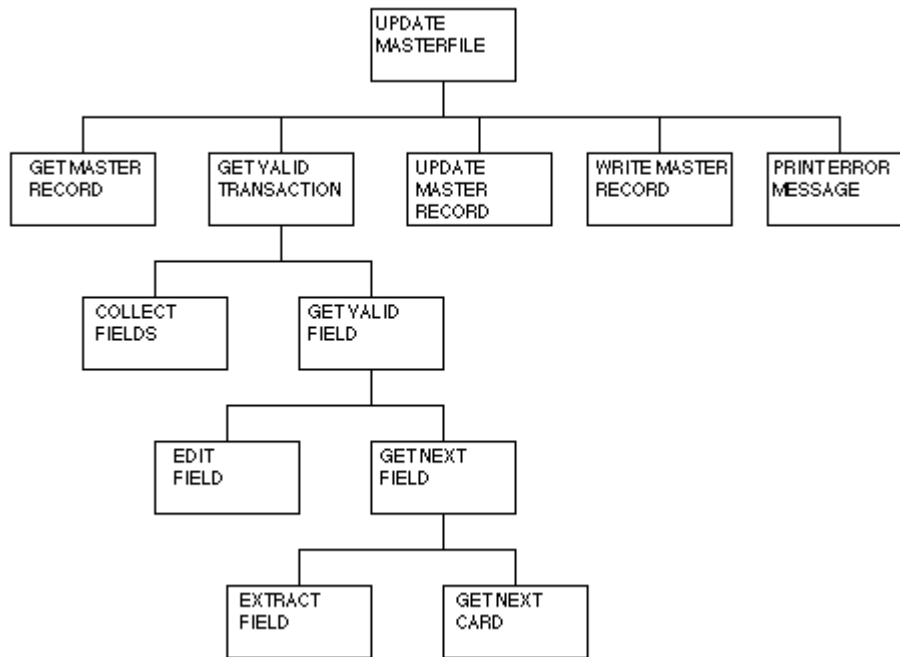 UPDATE
MASTERFILE
GET MASTER
RECORD
GET VALID
TRANSACTION
UPDATE
MASTER
RECORD
WRITE MASTER
RECORD
PRINT ERROR
MESSAGE
COLLECT
FIELDS
GET VALID
FIELD
EDIT
FIELD
GET NEXT
FIELD
EXTRACT
FIELD
GET NEXT
CARD